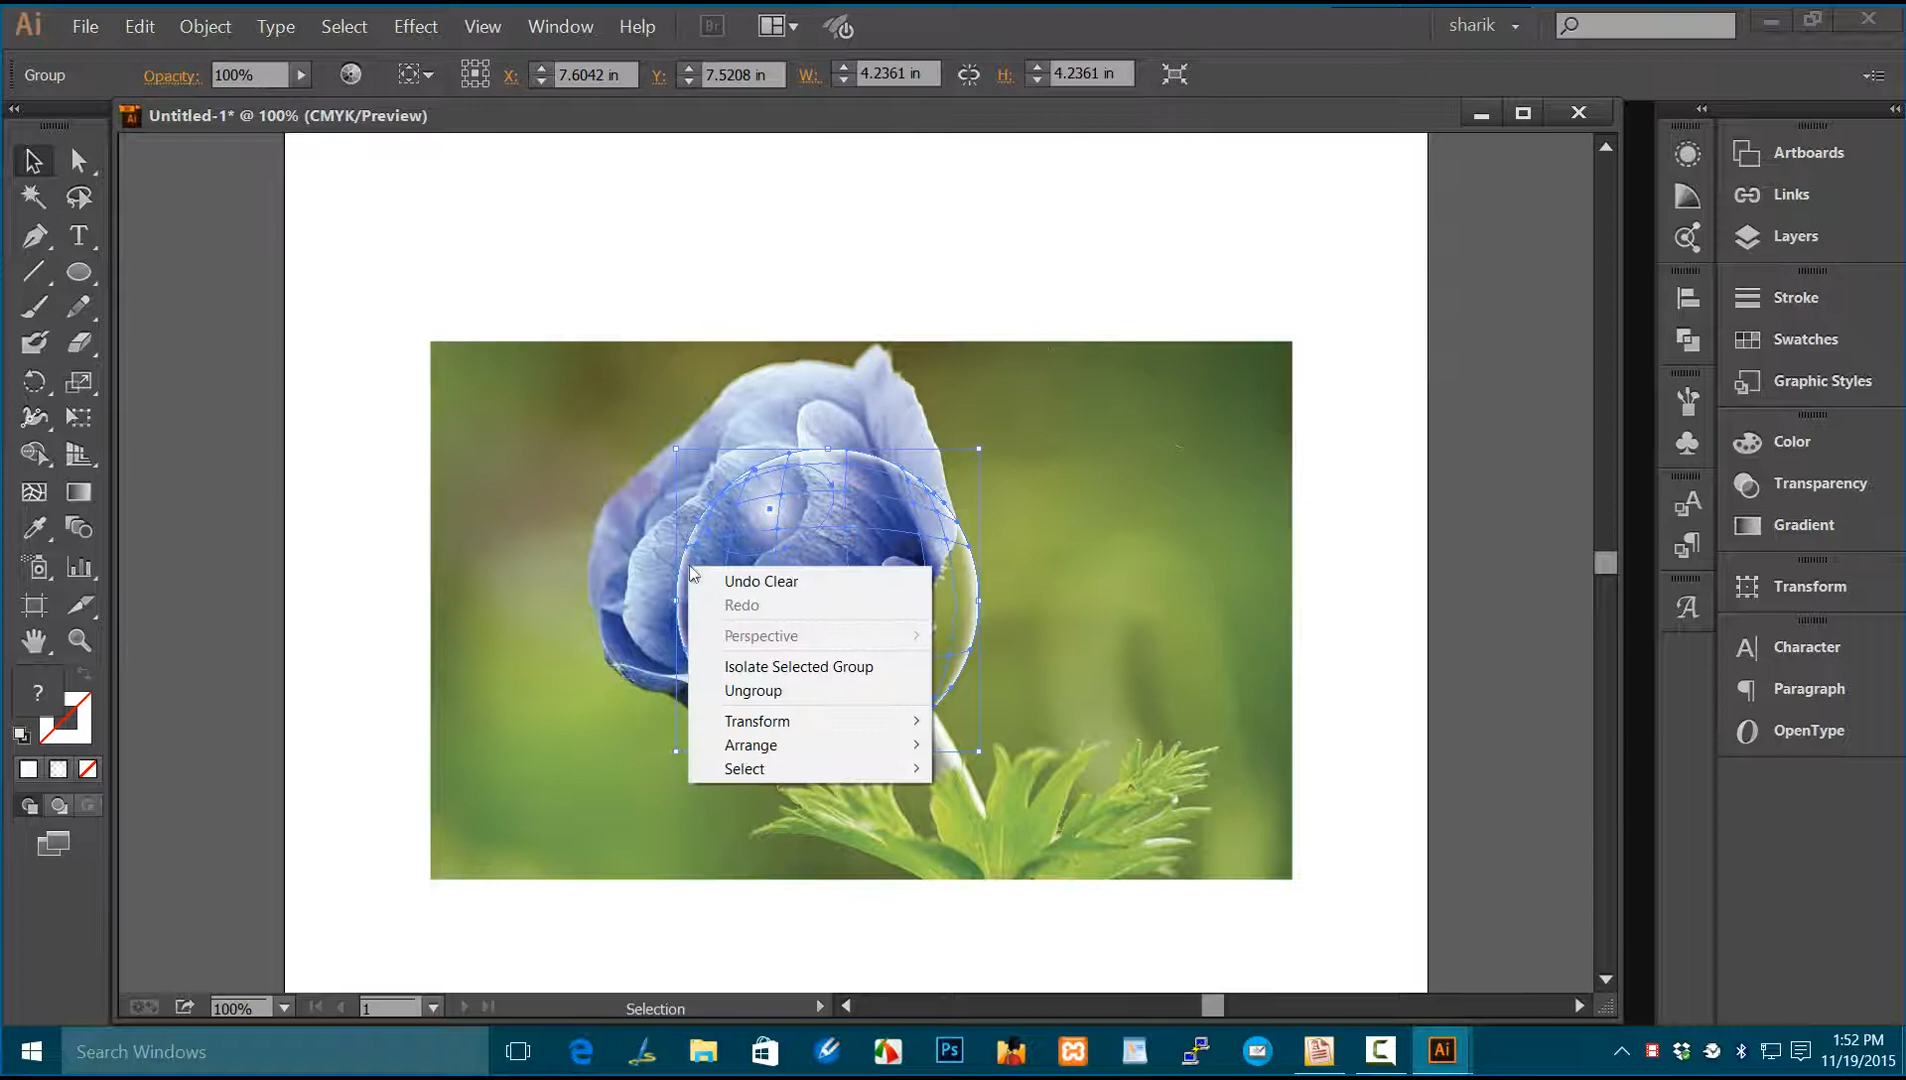 Ai File Edit Object Type Select Effect View Window Help Br sharik
Group Opacity: 100% X: 7.6042 in Y: 7.5208 in W: 4.2361 in H: 4.2361 in
Untitled-1* @ 100% (CMYK/Preview)
Artboards
Links
Layers
Stroke
Swatches
Graphic Styles
Color
Transparency
Gradient
Transform
Character
Paragraph
OpenType
Undo Clear
Redo
Perspective
Isolate Selected Group
Ungroup
Transform
Arrange
Select
?
100% 1 Selection
Search Windows Ps Ai 1:52 PM
11/19/2015